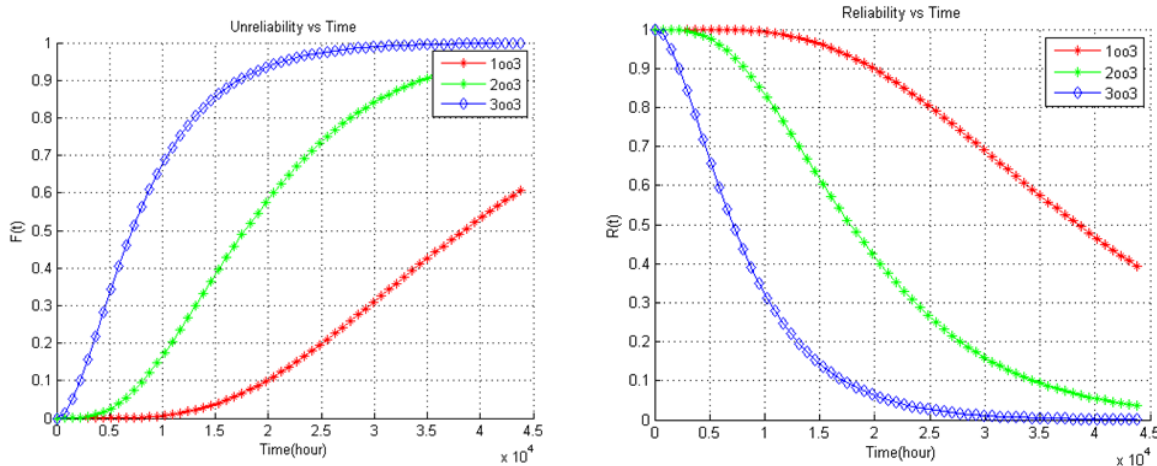 Unreliability vs Time
1
0.9
0.8
0.7
0.6
0.5
0.4
0.3
0.2
0.1
0
F(t)
1oo3
2oo3
3oo3
0 0.5 1 1.5 2 2.5 3 3.5 4 4.5
Time(hour)
x 10^4
Reliability vs Time
1
0.9
0.8
0.7
0.6
0.5
0.4
0.3
0.2
0.1
0
R(t)
1oo3
2oo3
3oo3
0 0.5 1 1.5 2 2.5 3 3.5 4 4.5
Time(hour)
x 10^4